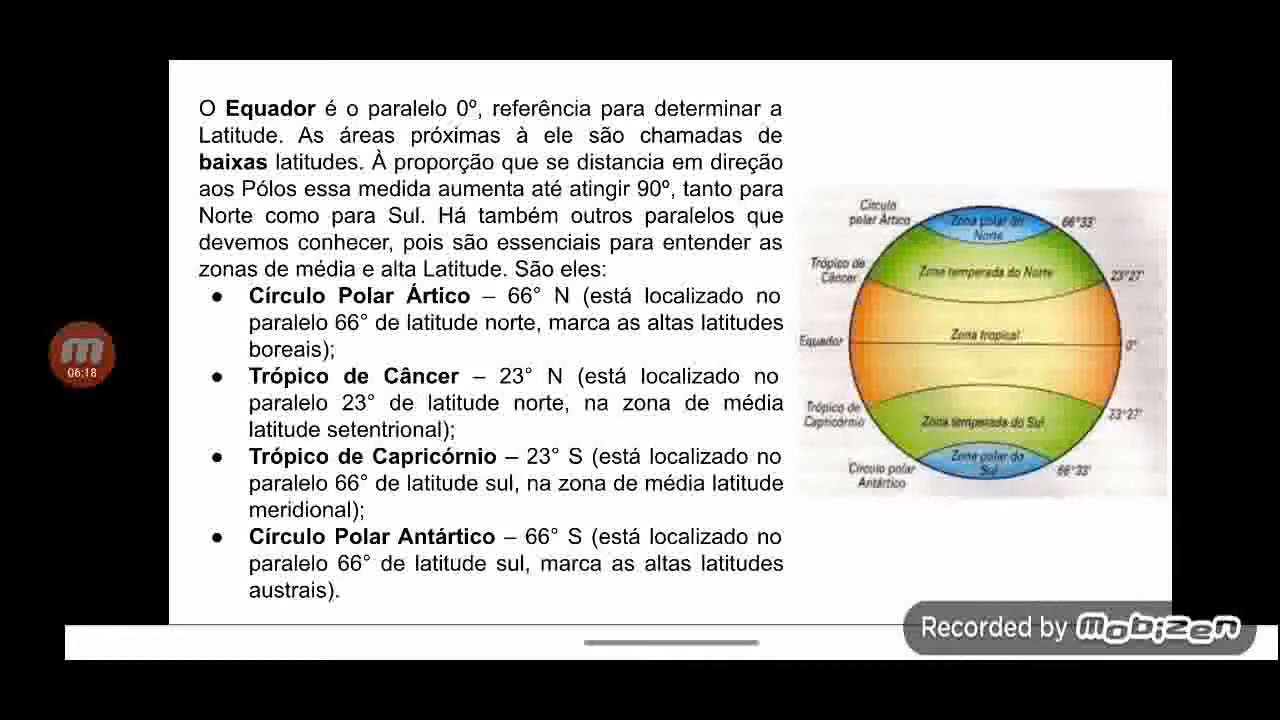 O Equador é o paralelo 0º, referência para determinar a
Latitude. As áreas próximas à ele são chamadas de
baixas latitudes. À proporção que se distancia em direção
aos Pólos essa medida aumenta até atingir 90º, tanto para
Norte como para Sul. Há também outros paralelos que
devemos conhecer, pois são essenciais para entender as
zonas de média e alta Latitude. São eles:
● Círculo Polar Ártico – 66° N (está localizado no
paralelo 66° de latitude norte, marca as altas latitudes
boreais);
● Trópico de Câncer – 23° N (está localizado no
paralelo 23° de latitude norte, na zona de média
latitude setentrional);
● Trópico de Capricórnio – 23° S (está localizado no
paralelo 66° de latitude sul, na zona de média latitude
meridional);
● Círculo Polar Antártico – 66° S (está localizado no
paralelo 66° de latitude sul, marca as altas latitudes
austrais).
Círculo
polar Ártico
Zona polar do
Norte
66°33'
Trópico de
Câncer
Zona temperada do Norte
23°27'
Equador
Zona tropical
0°
Trópico de
Capricórnio
Zona temperada do Sul
23°27'
Círculo polar
Antártico
Zona polar do
Sul
66°33'
m
06:18
Recorded by mobizen